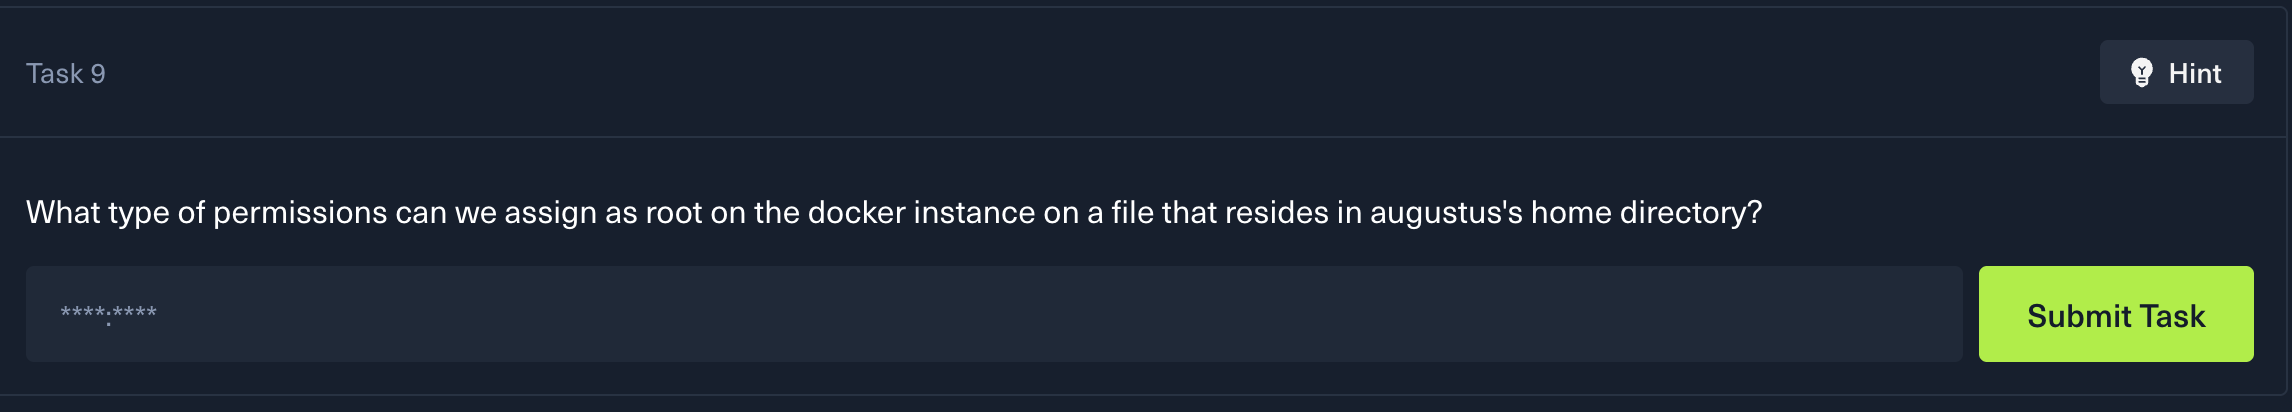 Task 9
Hint
What type of permissions can we assign as root on the docker instance on a file that resides in augustus's home directory?
****:****
Submit Task